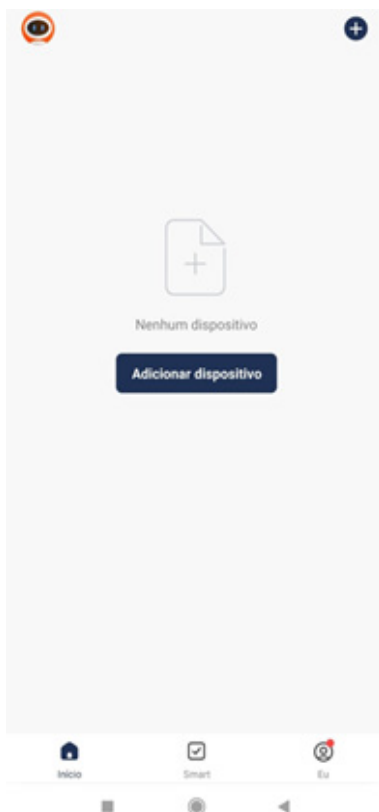 Nenhum dispositivo
Adicionar dispositivo
Início
Smart
Eu